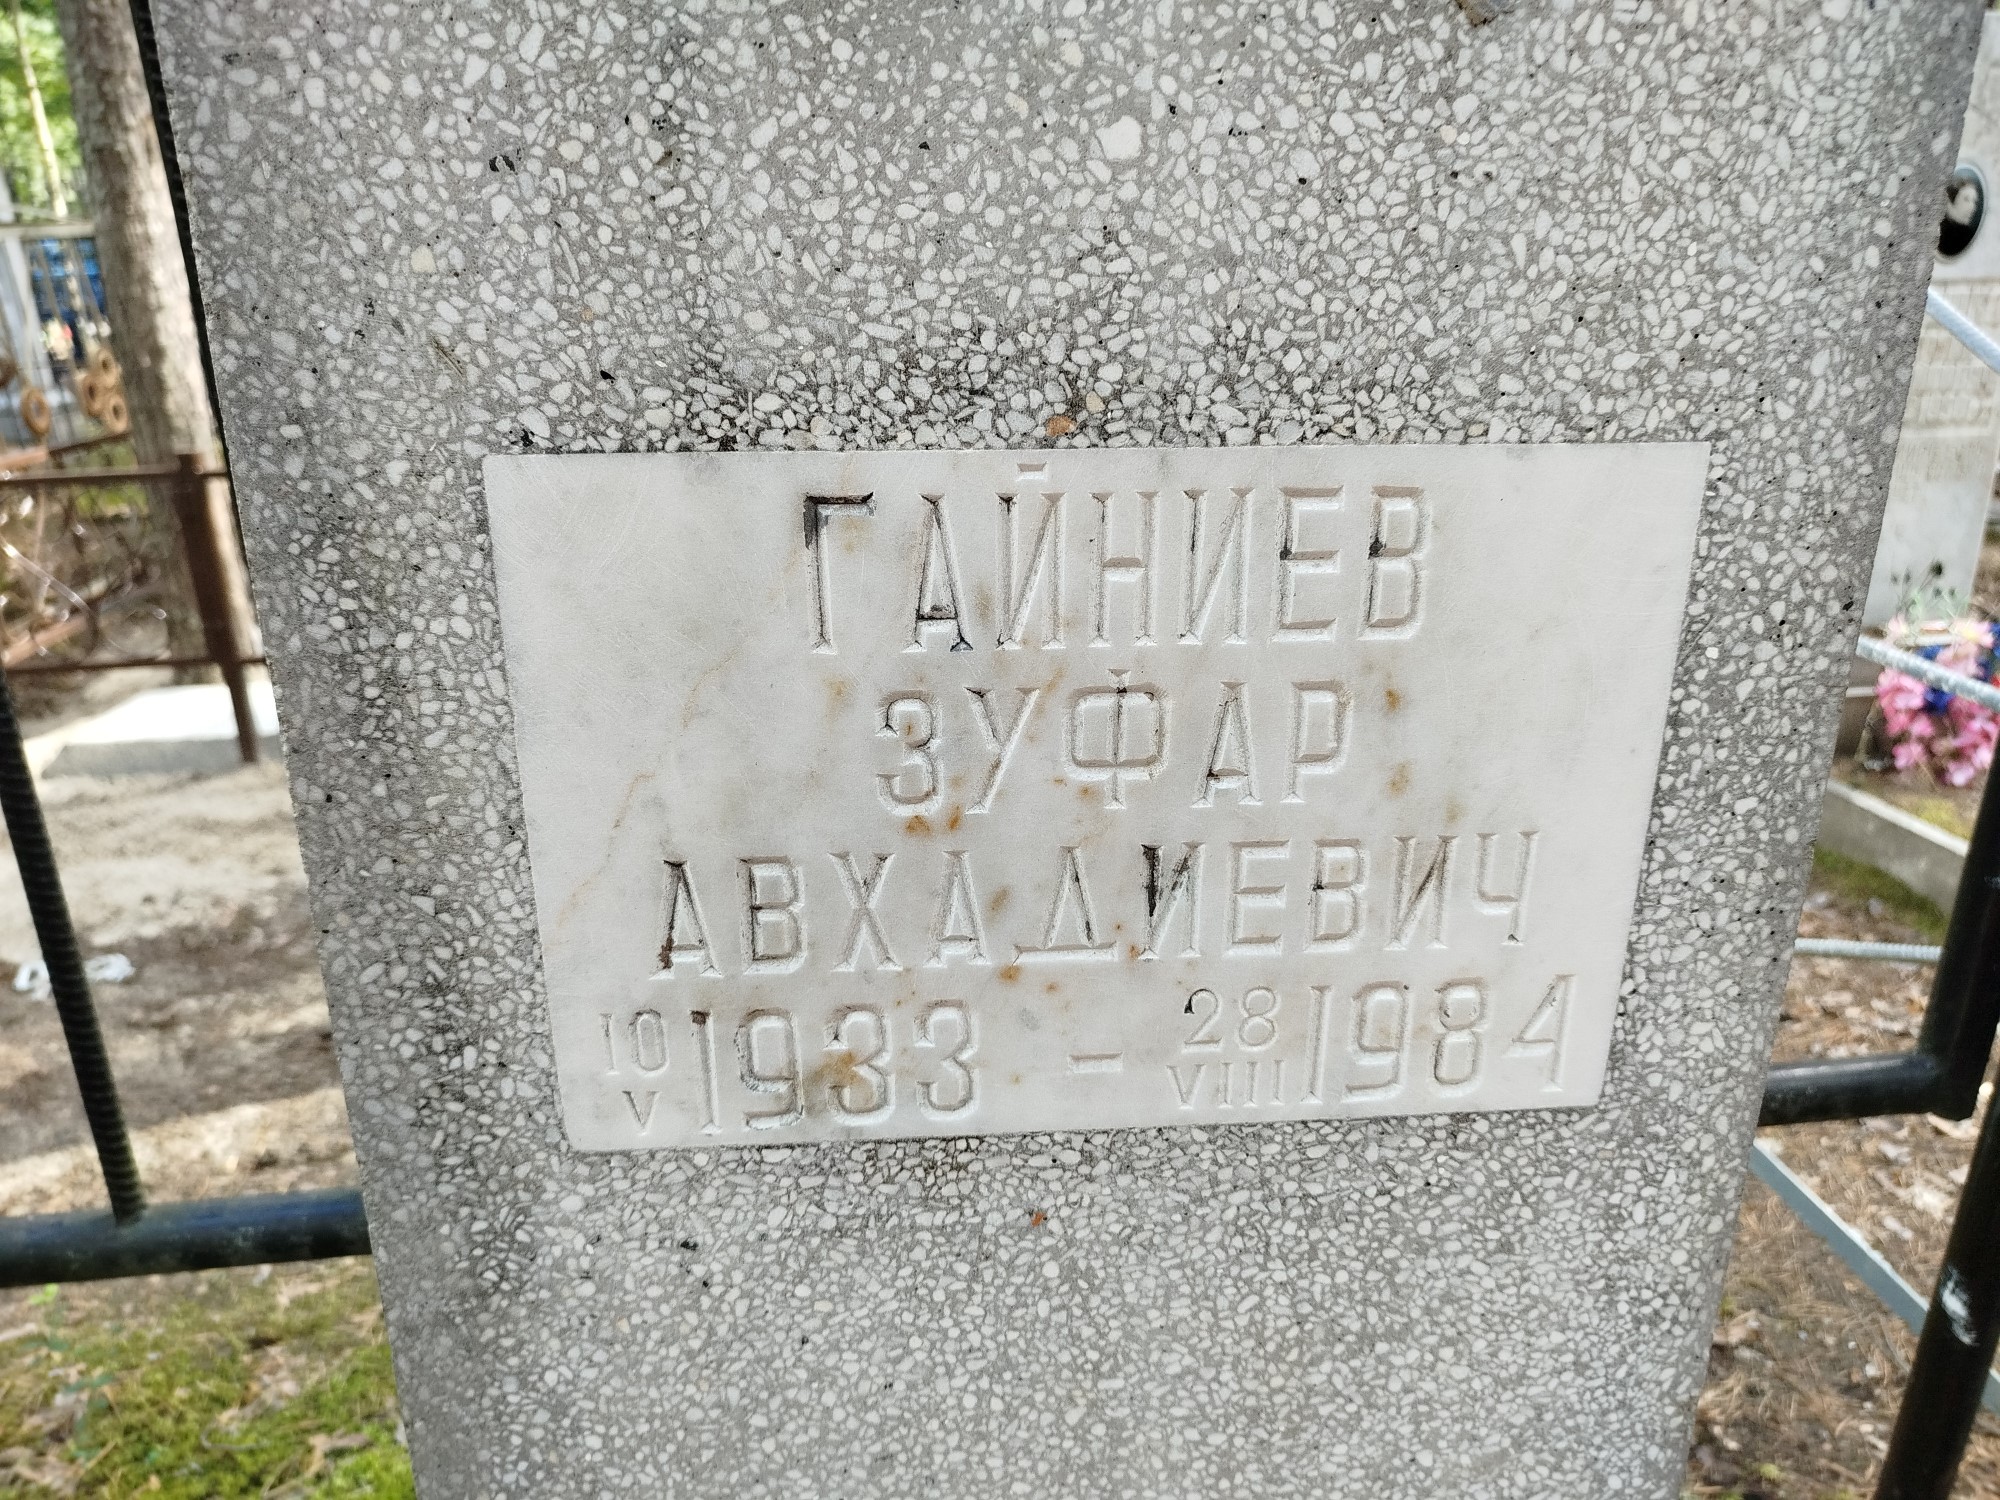 ГАЙНИЕВ
ЗУФАР
АВХАДИЕВИЧ
10 V 1933 - 28 VIII 1984